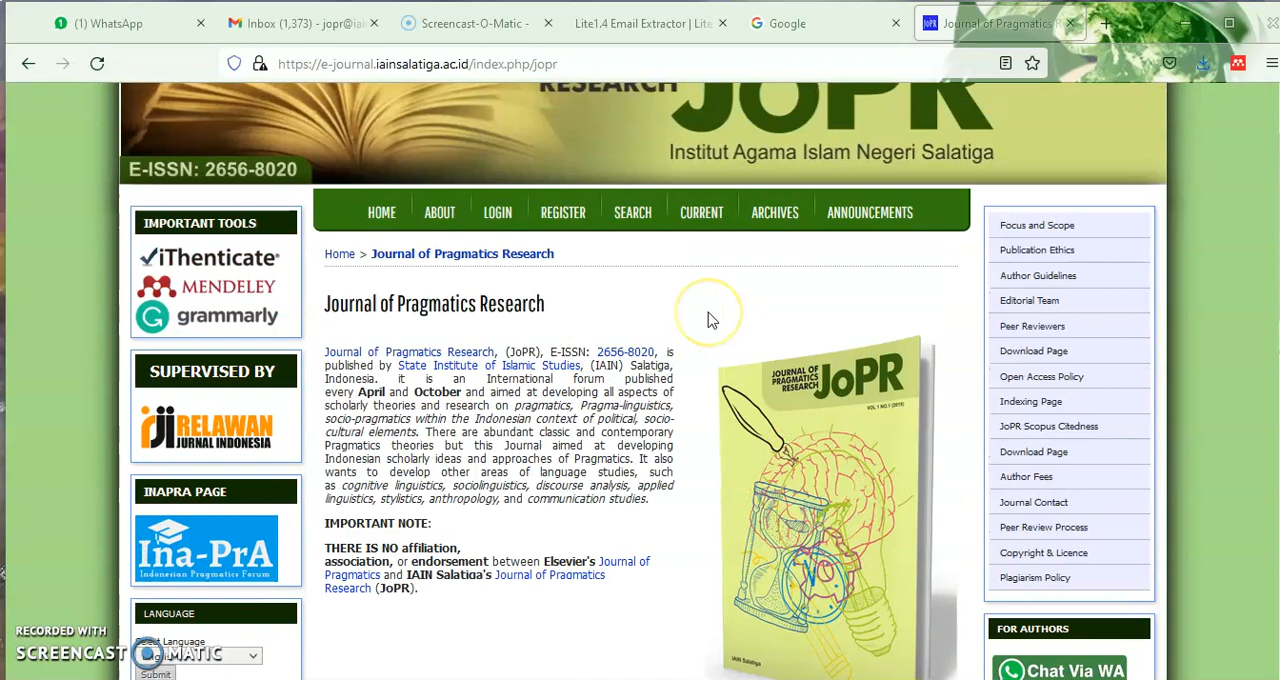 (1) WhatsApp
Inbox (1,373) - jopr@iai
Screencast-O-Matic -
Lite1.4 Email Extractor | Lite
Google
Journal of Pragmatics R
https://e-journal.iainsalatiga.ac.id/index.php/jopr
RESEARCH JOPR
Institut Agama Islam Negeri Salatiga
E-ISSN: 2656-8020
HOME ABOUT LOGIN REGISTER SEARCH CURRENT ARCHIVES ANNOUNCEMENTS
IMPORTANT TOOLS
iThenticate®
MENDELEY
grammarly
SUPERVISED BY
RJI RELAWAN
JURNAL INDONESIA
INAPRA PAGE
Ina-PrA
Indonesian Pragmatics Forum
LANGUAGE
Select Language
Submit
Home > Journal of Pragmatics Research
Journal of Pragmatics Research
Journal of Pragmatics Research, (JoPR), E-ISSN: 2656-8020, is
published by State Institute of Islamic Studies, (IAIN) Salatiga,
Indonesia. it is an International forum published
every April and October and aimed at developing all aspects of
scholarly theories and research on pragmatics, Pragma-linguistics,
socio-pragmatics within the Indonesian context of political, socio-
cultural elements. There are abundant classic and contemporary
Pragmatics theories but this Journal aimed at developing
Indonesian scholarly ideas and approaches of Pragmatics. It also
wants to develop other areas of language studies, such
as cognitive linguistics, sociolinguistics, discourse analysis, applied
linguistics, stylistics, anthropology, and communication studies.
IMPORTANT NOTE:
THERE IS NO affiliation,
association, or endorsement between Elsevier's Journal of
Pragmatics and IAIN Salatiga's Journal of Pragmatics
Research (JoPR).
JOURNAL OF
PRAGMATICS
RESEARCH
JoPR
VOL 1 NO.1 (2019)
IAIN Salatiga
Focus and Scope
Publication Ethics
Author Guidelines
Editorial Team
Peer Reviewers
Download Page
Open Access Policy
Indexing Page
JoPR Scopus Citedness
Download Page
Author Fees
Journal Contact
Peer Review Process
Copyright & Licence
Plagiarism Policy
FOR AUTHORS
Chat Via WA
RECORDED WITH
SCREENCAST MATIC